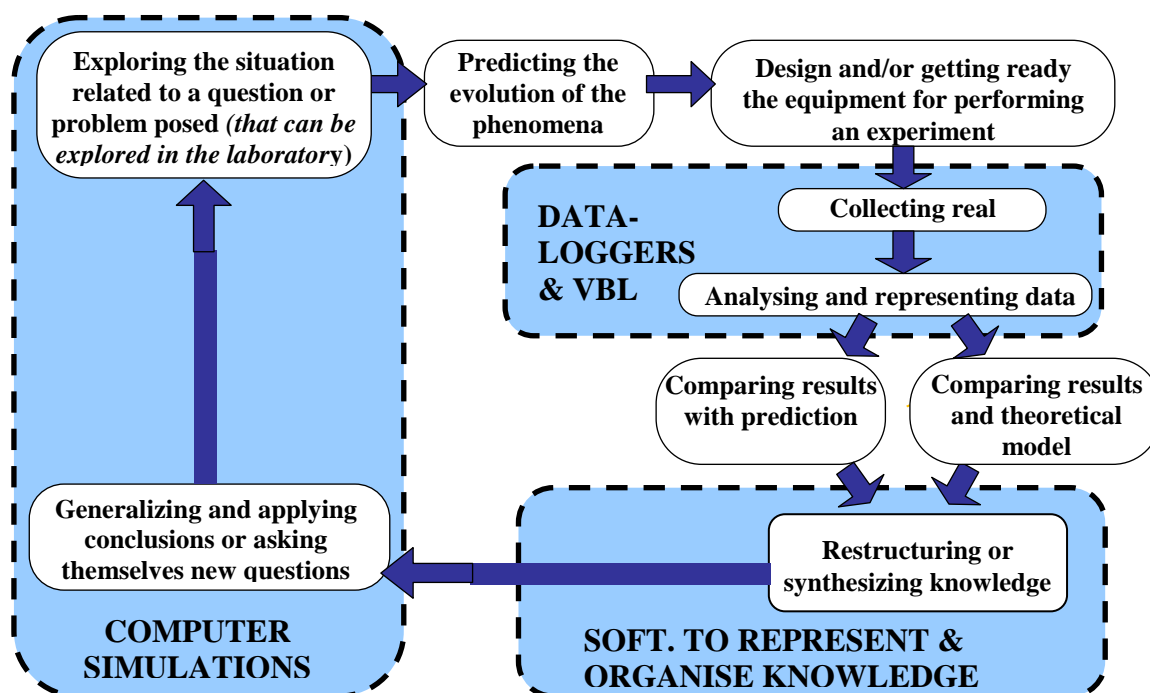 Exploring the situation
related to a question or
problem posed (that can be
explored in the laboratory)
Predicting the
evolution of the
phenomena
Design and/or getting ready
the equipment for performing
an experiment
DATA-
LOGGERS
& VBL
Collecting real
Analysing and representing data
Comparing results
with prediction
Comparing results
and theoretical
model
Generalizing and applying
conclusions or asking
themselves new questions
Restructuring or
synthesizing knowledge
COMPUTER
SIMULATIONS
SOFT. TO REPRESENT &
ORGANISE KNOWLEDGE